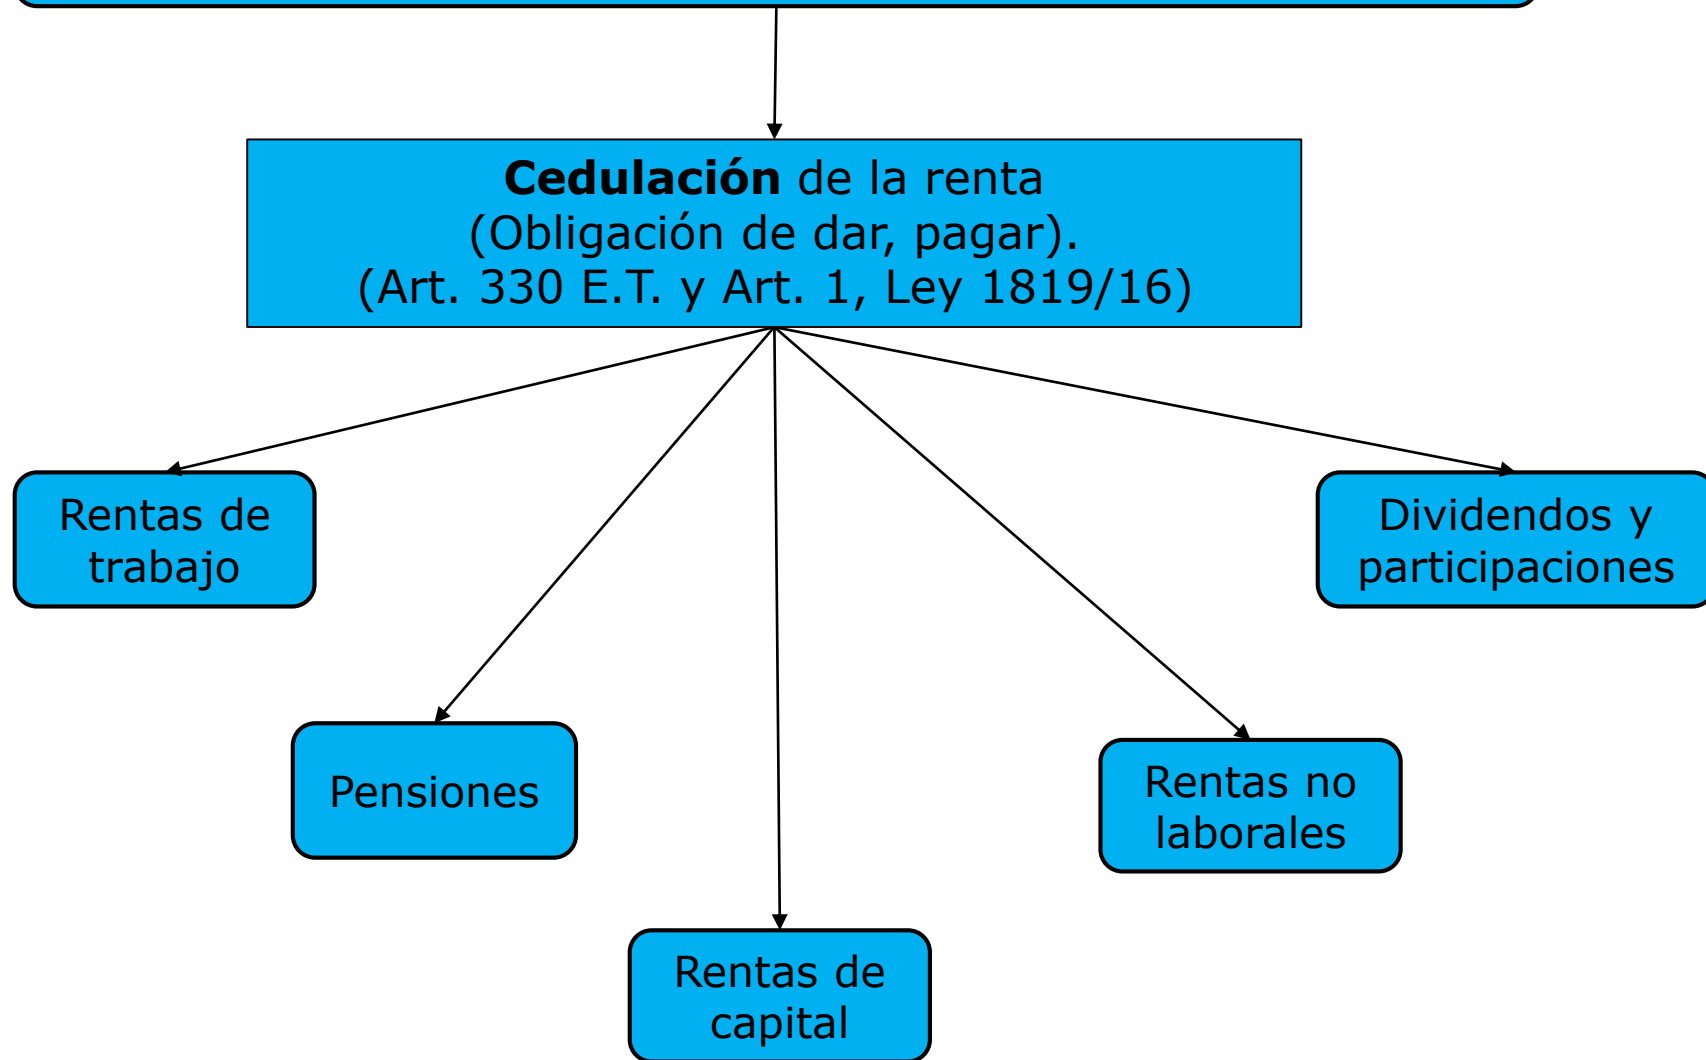 Cedulación de la renta
(Obligación de dar, pagar).
(Art. 330 E.T. y Art. 1, Ley 1819/16)
Rentas de
trabajo
Dividendos y
participaciones
Pensiones
Rentas no
laborales
Rentas de
capital